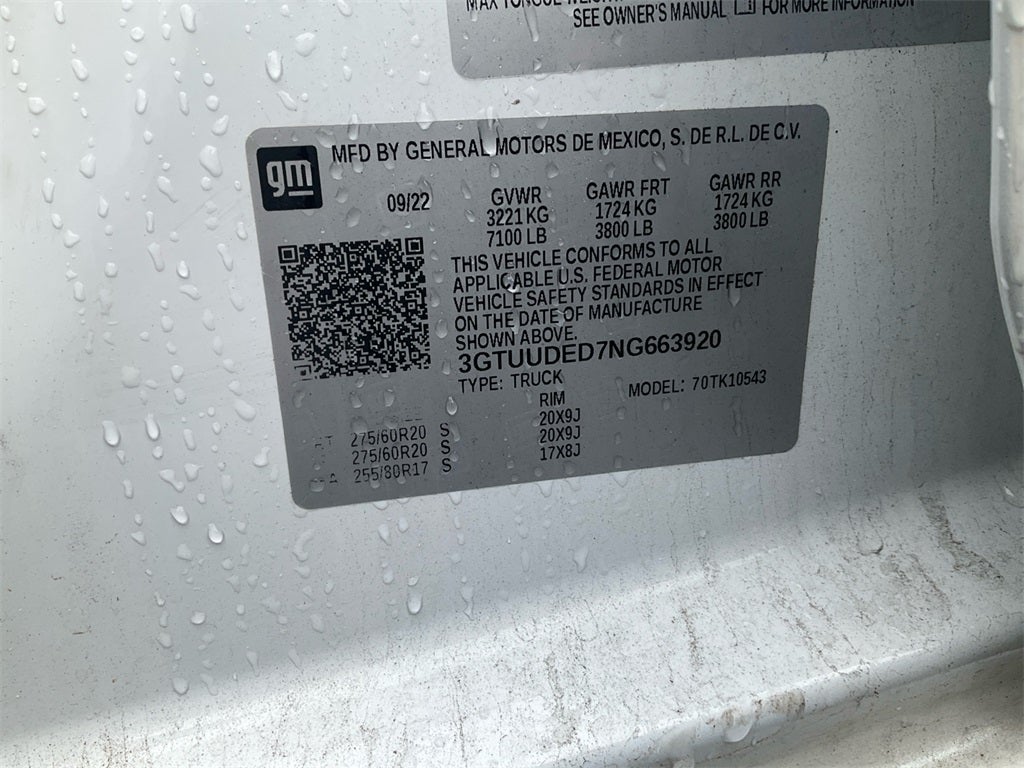 SEE OWNER'S MANUAL FOR MORE INFORMATION
gm
MFD BY GENERAL MOTORS DE MEXICO, S. DE R.L. DE C.V.
09/22 GVWR GAWR FRT GAWR RR
3221 KG 1724 KG 1724 KG
7100 LB 3800 LB 3800 LB
THIS VEHICLE CONFORMS TO ALL
APPLICABLE U.S. FEDERAL MOTOR
VEHICLE SAFETY STANDARDS IN EFFECT
ON THE DATE OF MANUFACTURE
SHOWN ABOVE.
3GTUUDED7NG663920
TYPE: TRUCK MODEL: 70TK10543
RIM
275/60R20 S 20X9J
275/60R20 S 20X9J
255/80R17 S 17X8J